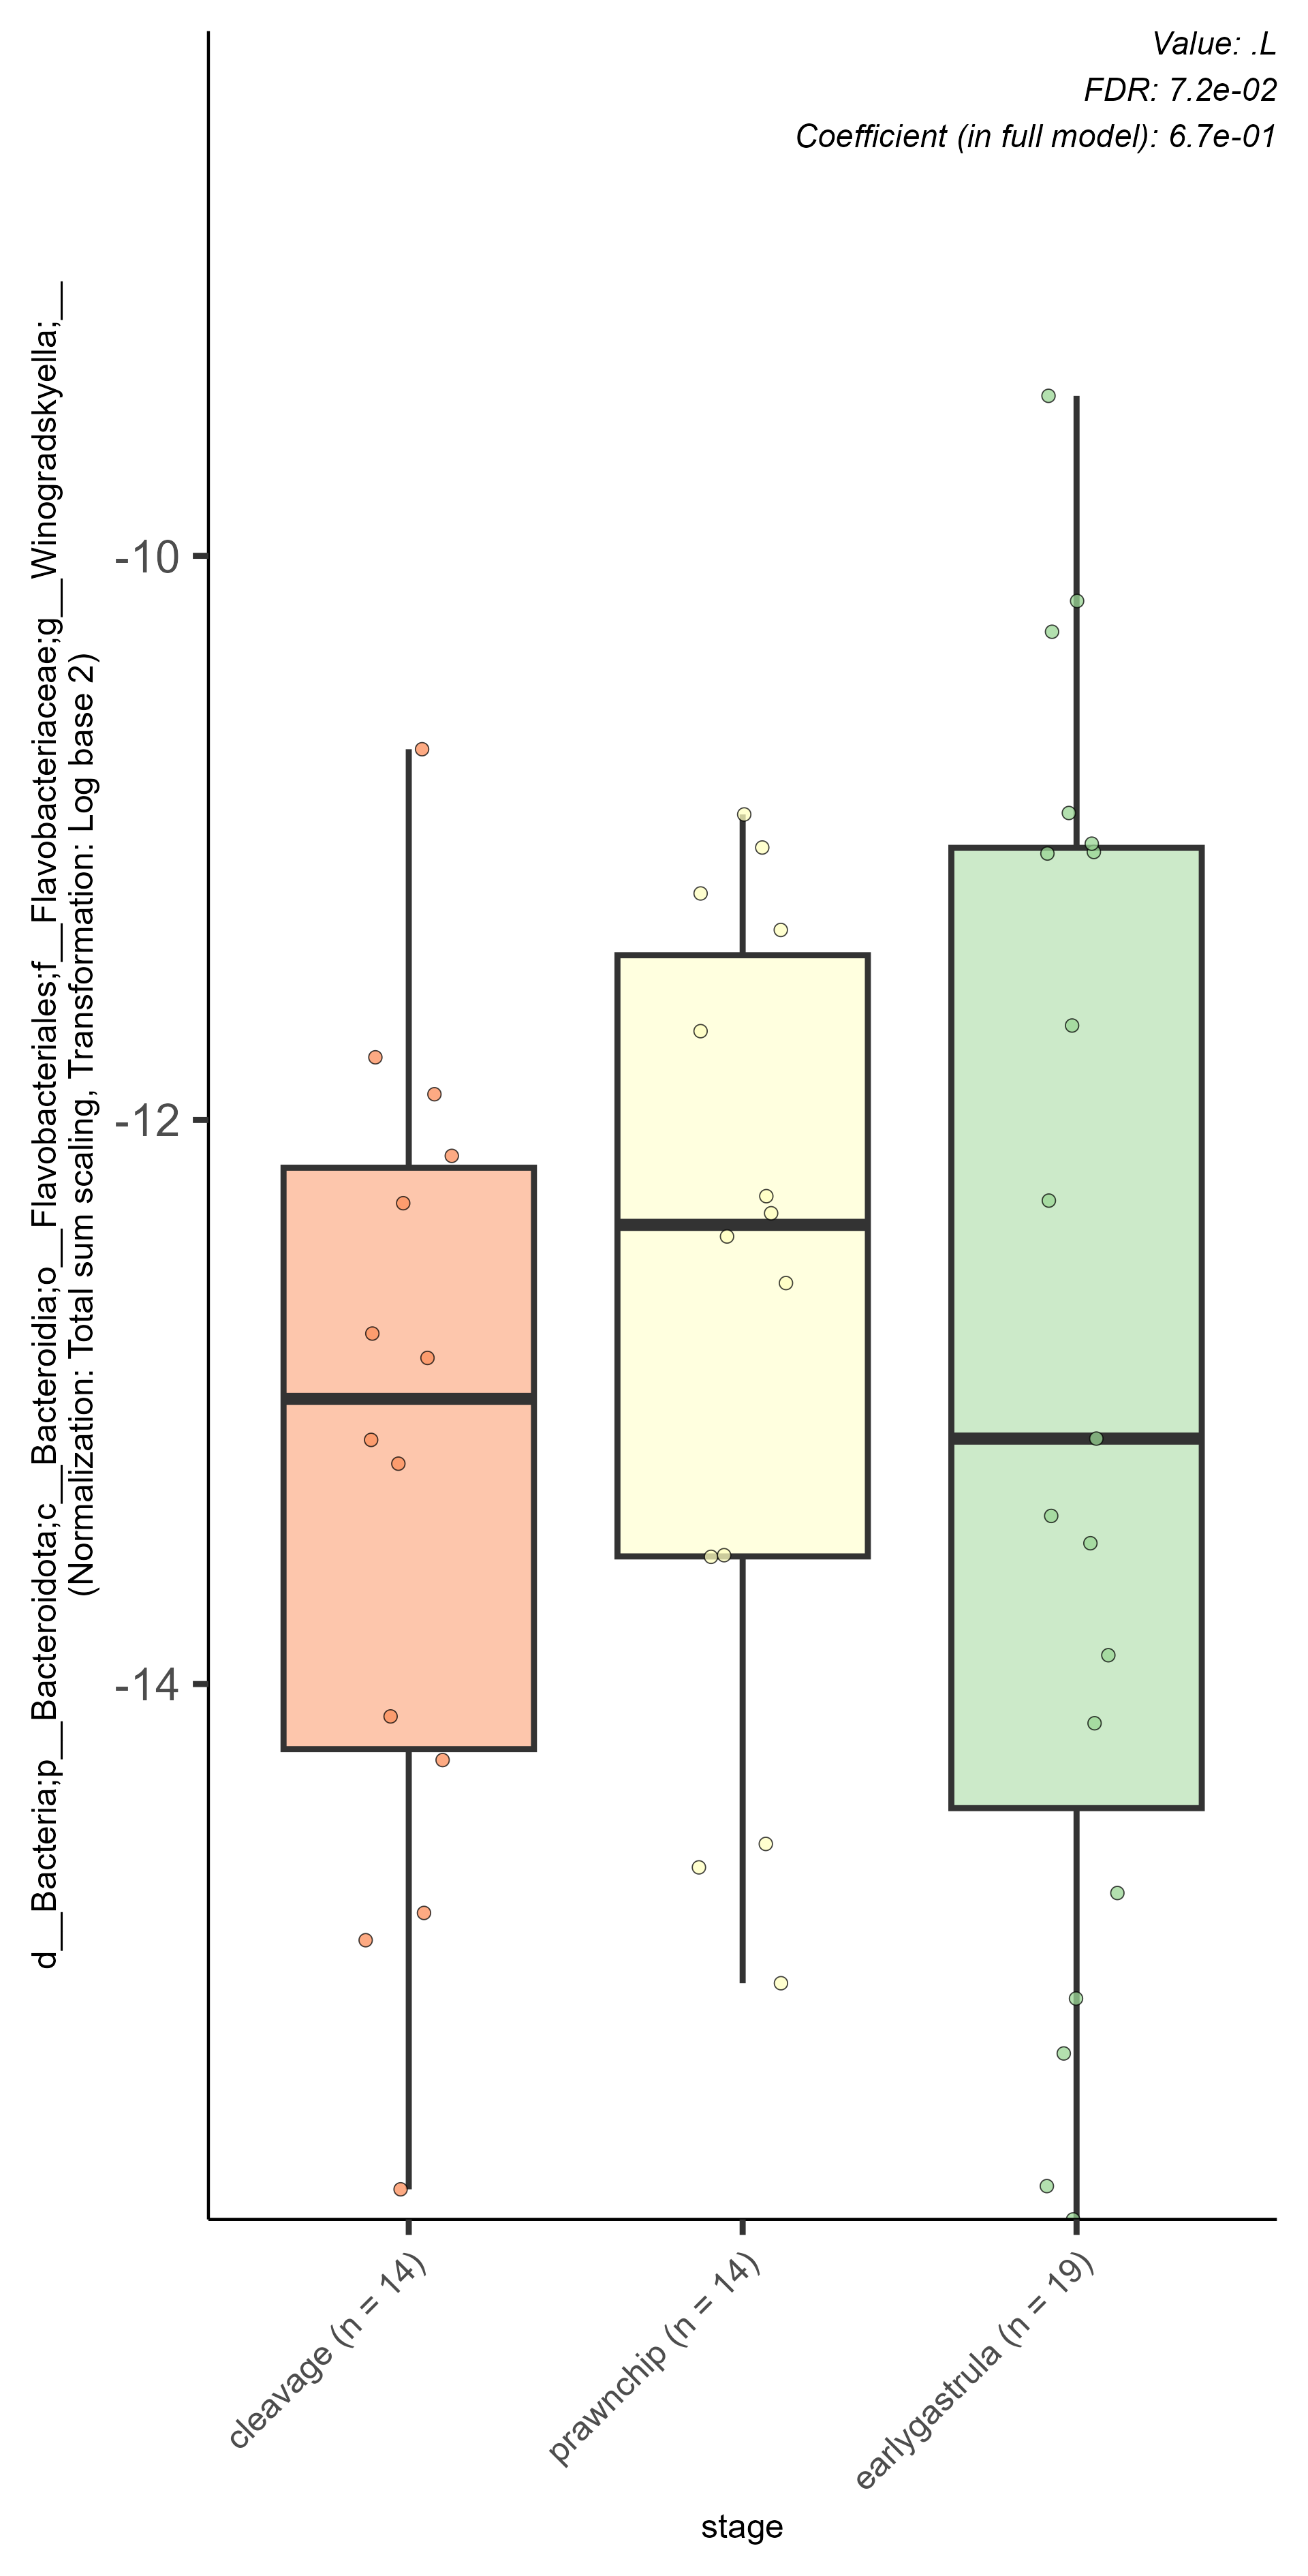 Value: .L
FDR: 7.2e-02
Coefficient (in full model): 6.7e-01
d__Bacteria;p__Bacteroidota;c__Bacteroidia;o__Flavobacteriales;f__Flavobacteriaceae;g__Winogradskyella;__
(Normalization: Total sum scaling, Transformation: Log base 2)
-10
-12
-14
cleavage (n = 14)
prawnchip (n = 14)
earlygastrula (n = 19)
stage